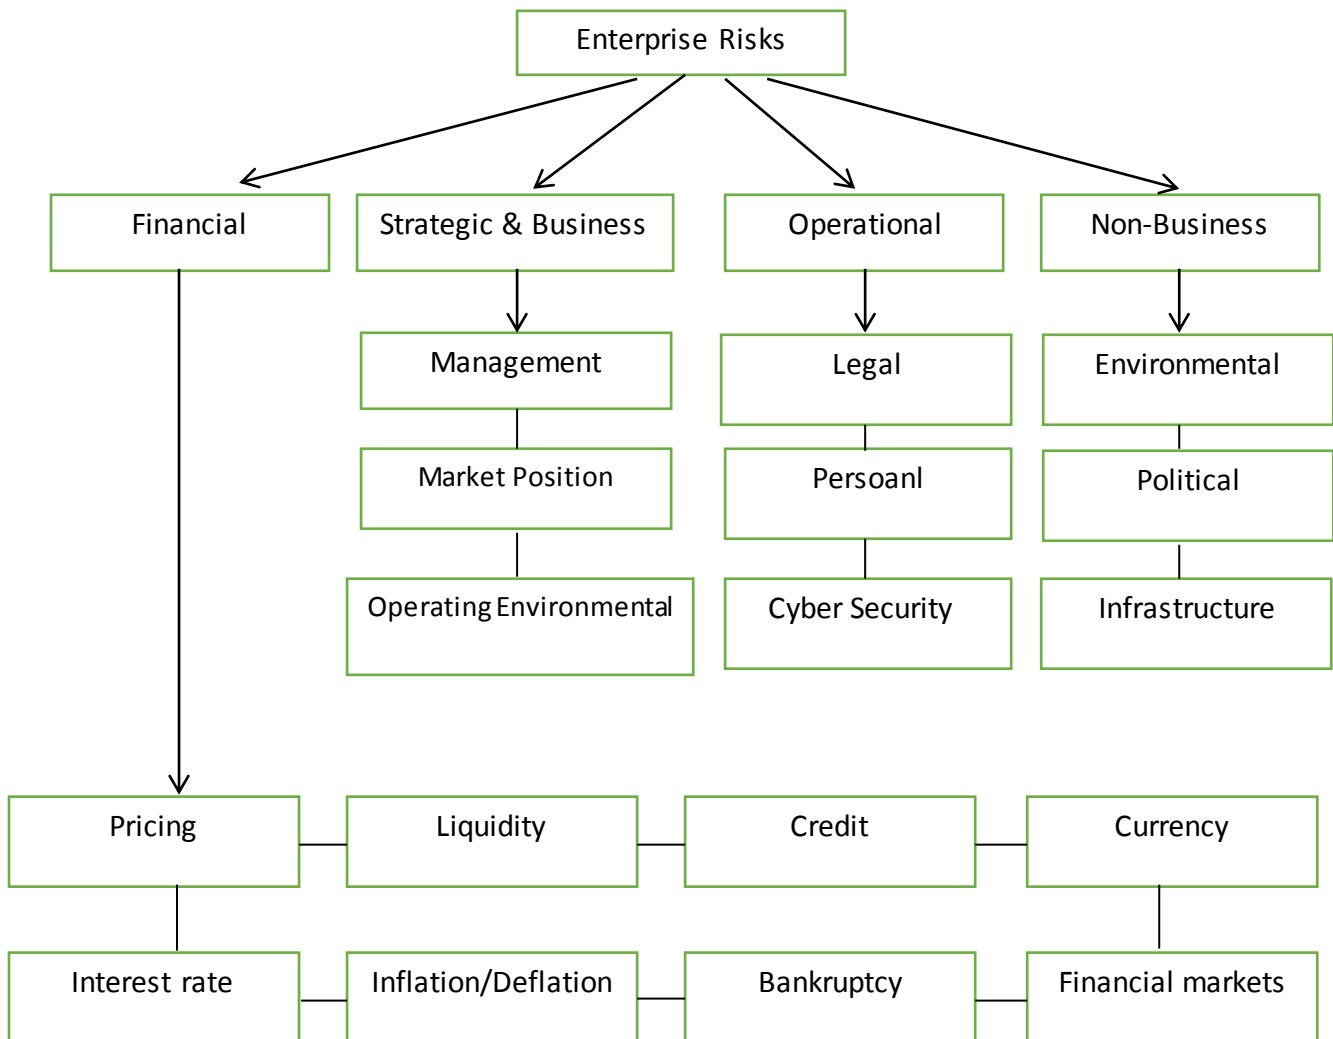 Enterprise Risks
Financial
Strategic & Business
Operational
Non-Business
Management
Legal
Environmental
Market Position
Persoanl
Political
Operating Environmental
Cyber Security
Infrastructure
Pricing
Liquidity
Credit
Currency
Interest rate
Inflation/Deflation
Bankruptcy
Financial markets